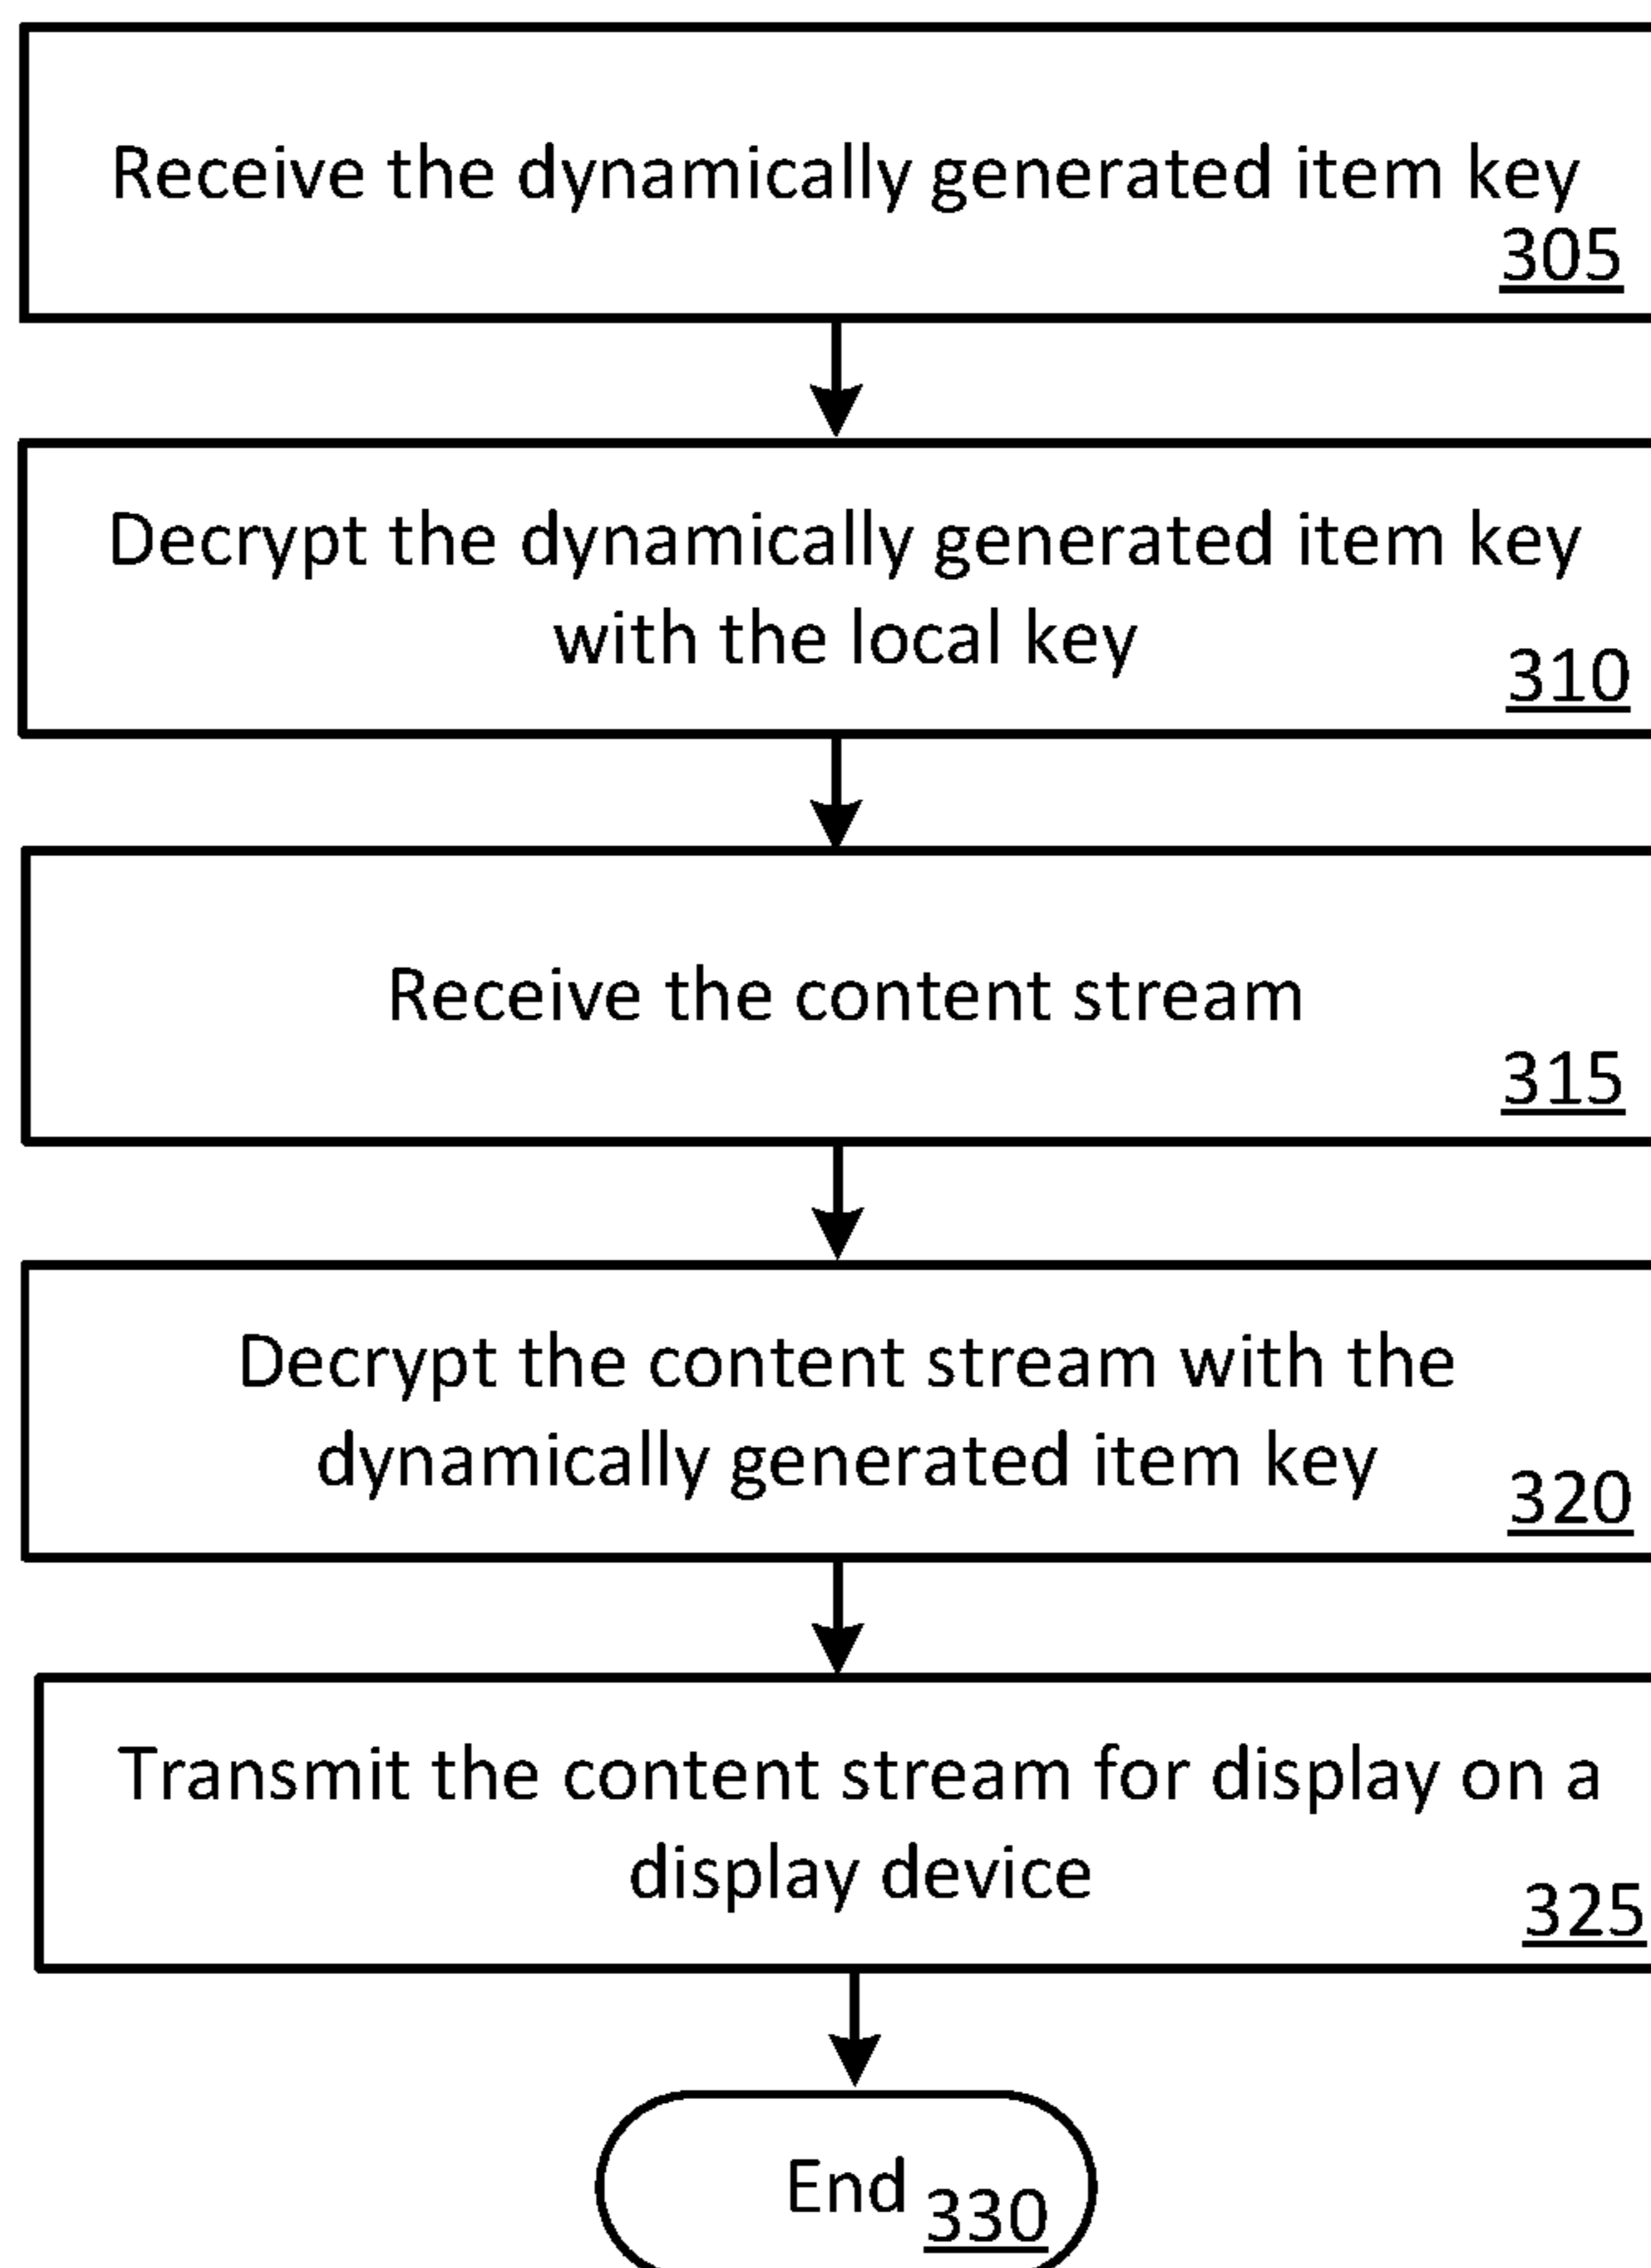 Receive the dynamically generated item key
305
Decrypt the dynamically generated item key
with the local key
310
Receive the content stream
315
Decrypt the content stream with the
dynamically generated item key
320
Transmit the content stream for display on a
display device
325
End 330